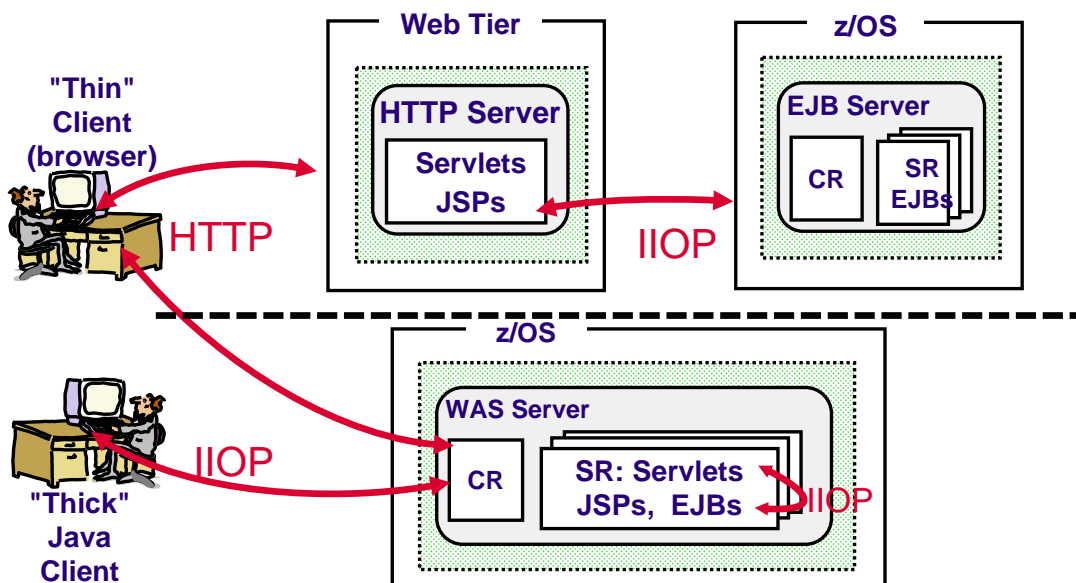 Web Tier
z/OS
"Thin"
Client
(browser)
HTTP Server
Servlets
JSPs
EJB Server
CR
SR
EJBs
HTTP
IIOP
z/OS
WAS Server
CR
SR: Servlets
JSPs, EJBs
IIOP
IIOP
"Thick"
Java
Client